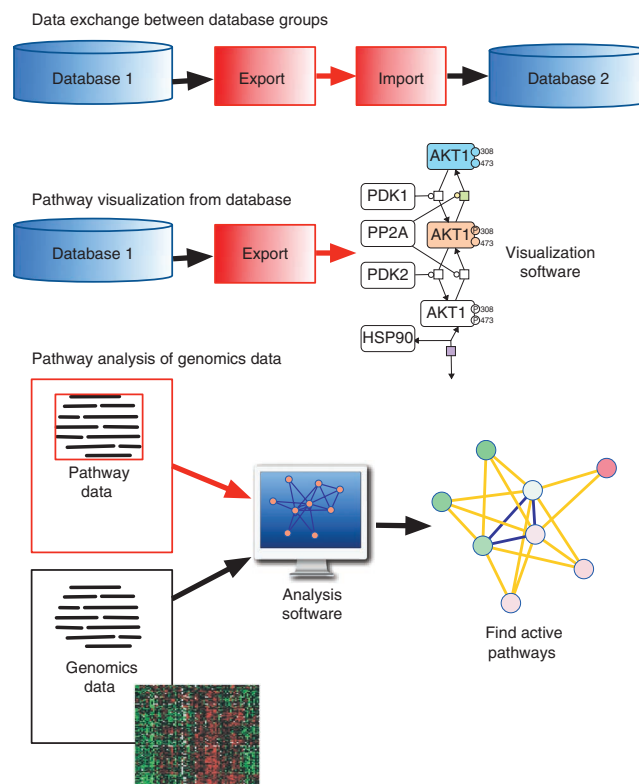 Data exchange between database groups
Database 1
Export
Import
Database 2
AKT1
308
473
PDK1
Pathway visualization from database
PP2A
Database 1
Export
AKT1
P 308
473
Visualization
software
PDK2
AKT1
P 308
P 473
HSP90
Pathway analysis of genomics data
Pathway
data
Analysis
software
Find active
pathways
Genomics
data